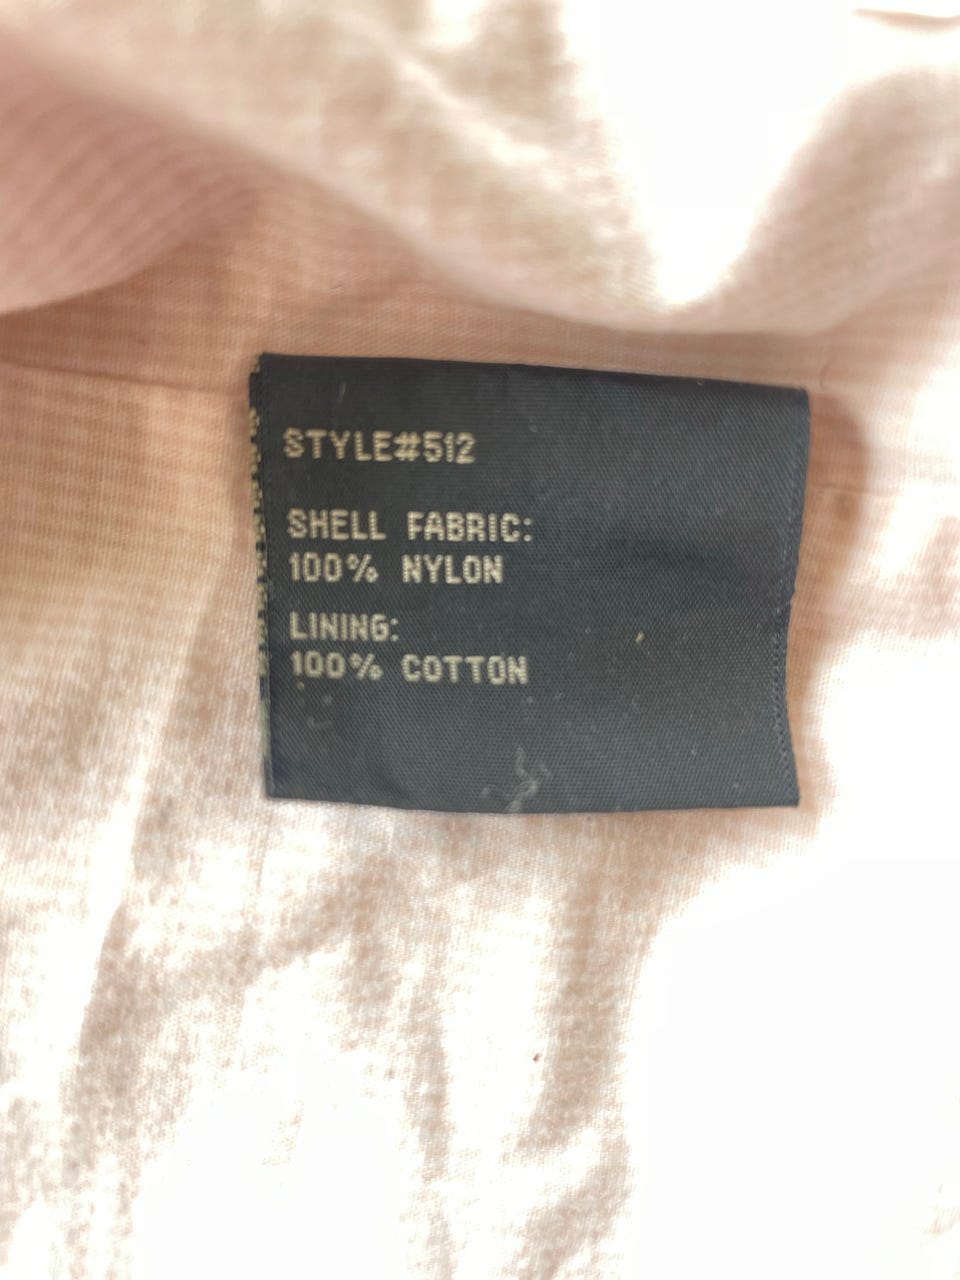 STYLE#512
SHELL FABRIC:
100% NYLON
LINING:
100% COTTON